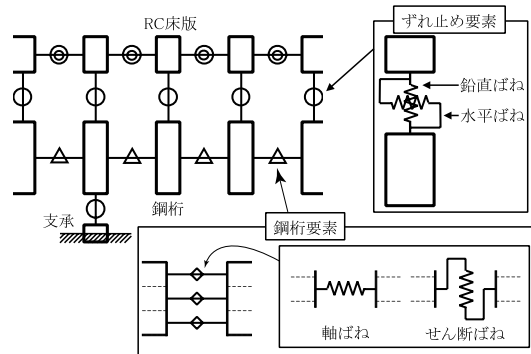 RC床版
ずれ止め要素
鉛直ばね
水平ばね
支承
鋼桁
鋼桁要素
軸ばね
せん断ばね